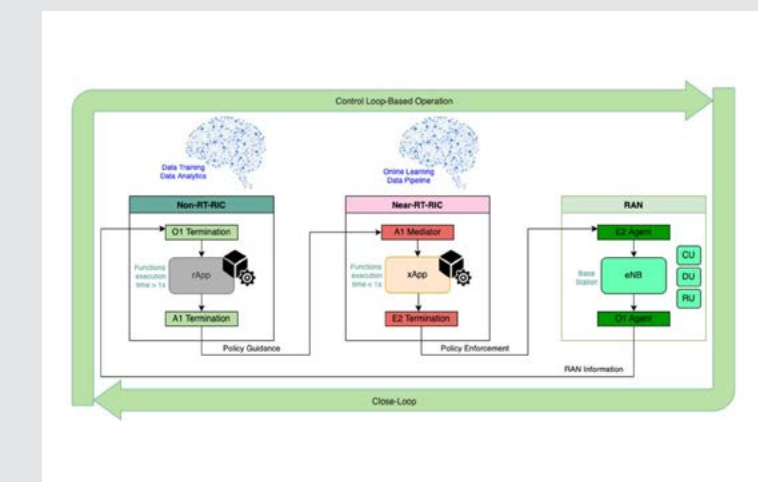 Control Loop-Based Operation
Data Training
Data Analytics
Online Learning
Data Pipeline
Non-RT-RIC
Near-RT-RIC
RAN
O1 Termination
A1 Mediator
E2 Agent
Functions
execution
time > 1s
rApp
Functions
execution
time < 1s
xApp
Base
Station
eNB
CU
DU
RU
A1 Termination
E2 Termination
O1 Agent
Policy Guidance
Policy Enforcement
RAN Information
Close-Loop